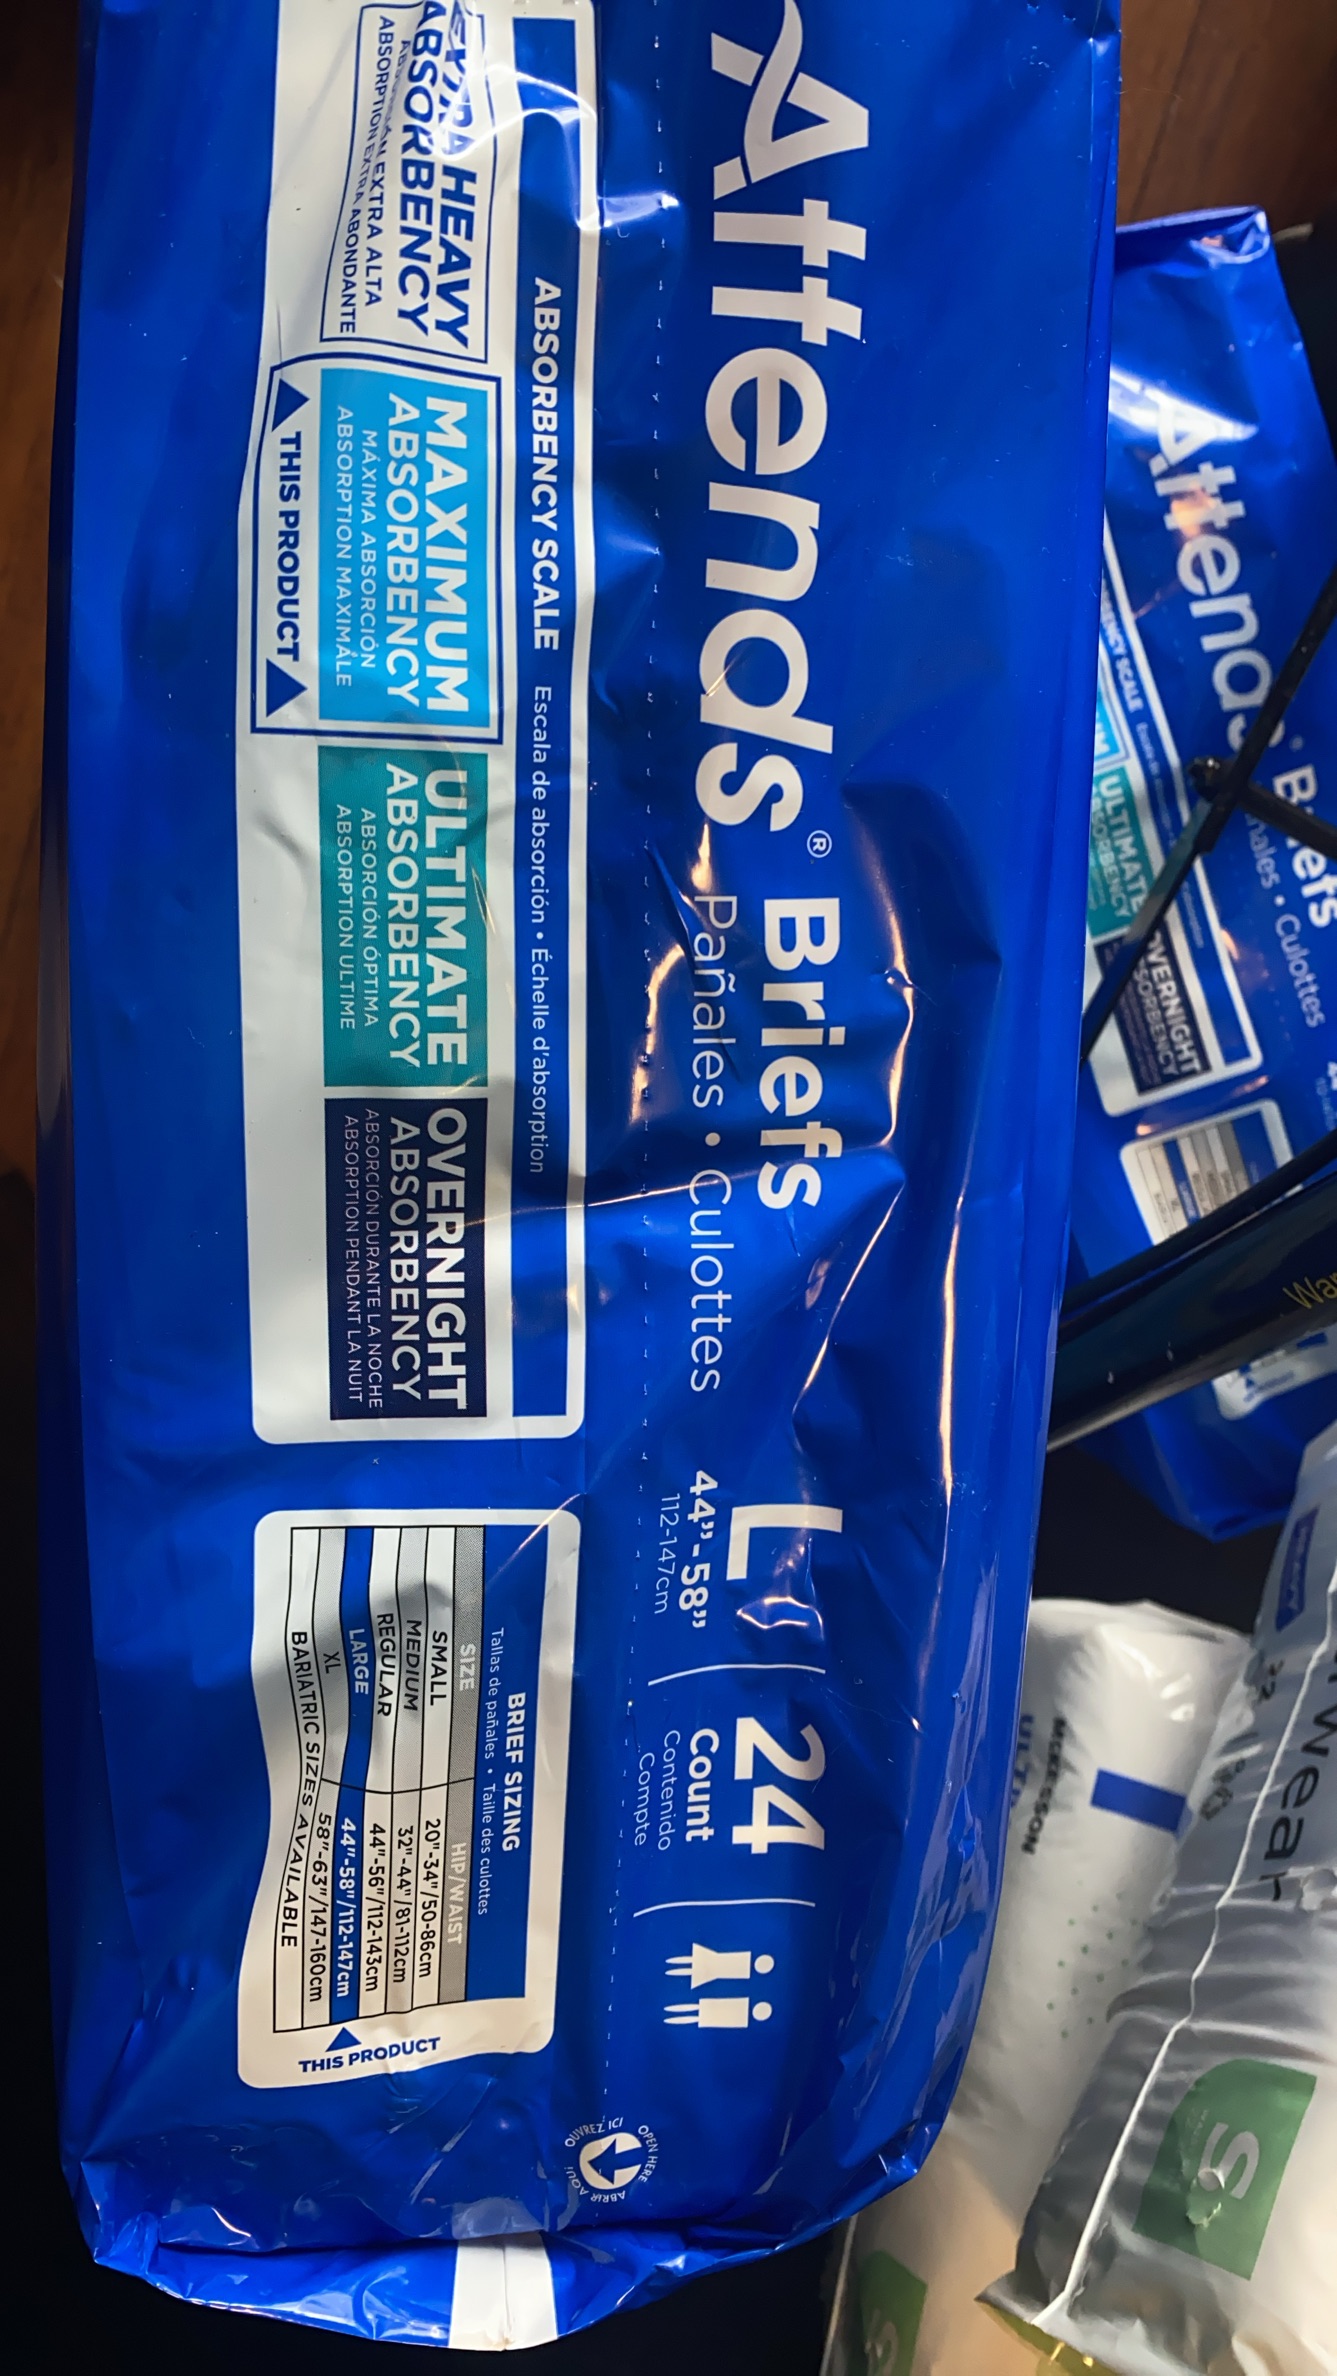 Attends® Briefs
Pañales • Culottes
L
44"-58"
112-147cm
24
Count
Contenido
Compte
ABSORBENCY SCALE Escala de absorción • Échelle d'absorption
EXTRA HEAVY
ABSORBENCY
ABSORCIÓN EXTRA ALTA
ABSORPTION EXTRA ABONDANTE
MAXIMUM
ABSORBENCY
MÁXIMA ABSORCIÓN
ABSORPTION MAXIMALE
THIS PRODUCT
ULTIMATE
ABSORBENCY
ABSORCIÓN ÓPTIMA
ABSORPTION ULTIME
OVERNIGHT
ABSORBENCY
ABSORCIÓN DURANTE LA NOCHE
ABSORPTION PENDANT LA NUIT
BRIEF SIZING
Tallas de pañales • Taille des culottes
SIZE HIP/WAIST
SMALL 20"-34"/50-86cm
MEDIUM 32"-44"/81-112cm
REGULAR 44"-56"/112-143cm
LARGE 44"-58"/112-147cm
XL 58"-63"/147-160cm
BARIATRIC SIZES AVAILABLE
THIS PRODUCT
OPEN HERE
ABRIR AQUÍ
OUVREZ ICI
Attends® Briefs
Culottes
ULTIMATE
OVERNIGHT
McKESSON
S